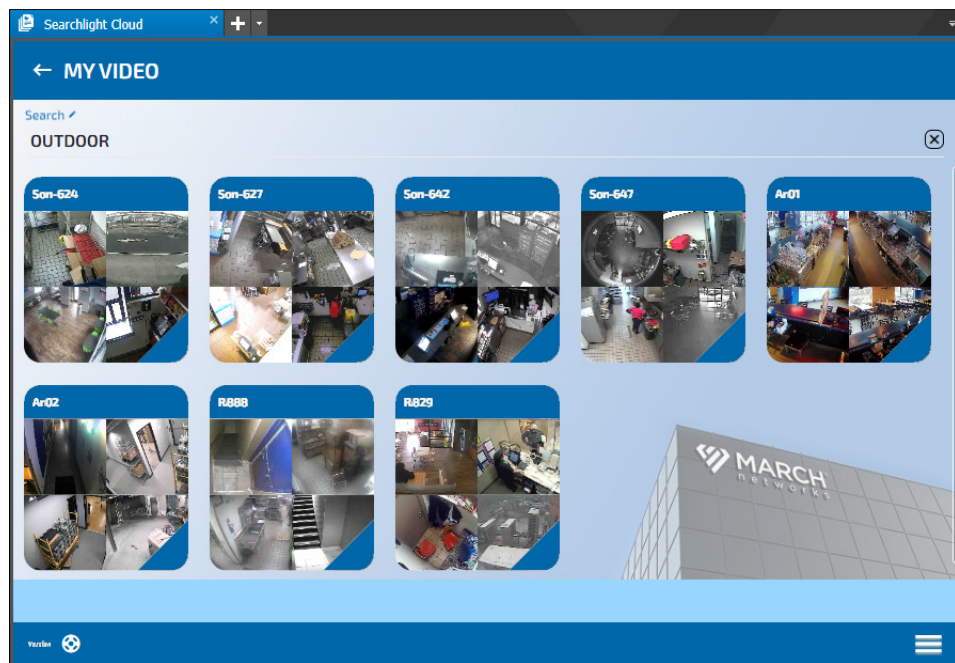 Searchlight Cloud
MY VIDEO
Search
OUTDOOR
Son-624
Son-627
Son-642
Son-647
Ar01
Ar02
R888
R829
MARCH
networks
Version